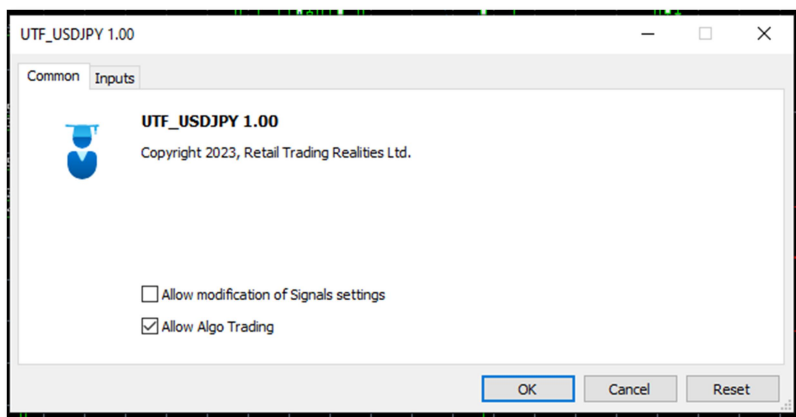 UTF_USDJPY 1.00
Common
Inputs
UTF_USDJPY 1.00
Copyright 2023, Retail Trading Realities Ltd.
Allow modification of Signals settings
Allow Algo Trading
OK
Cancel
Reset